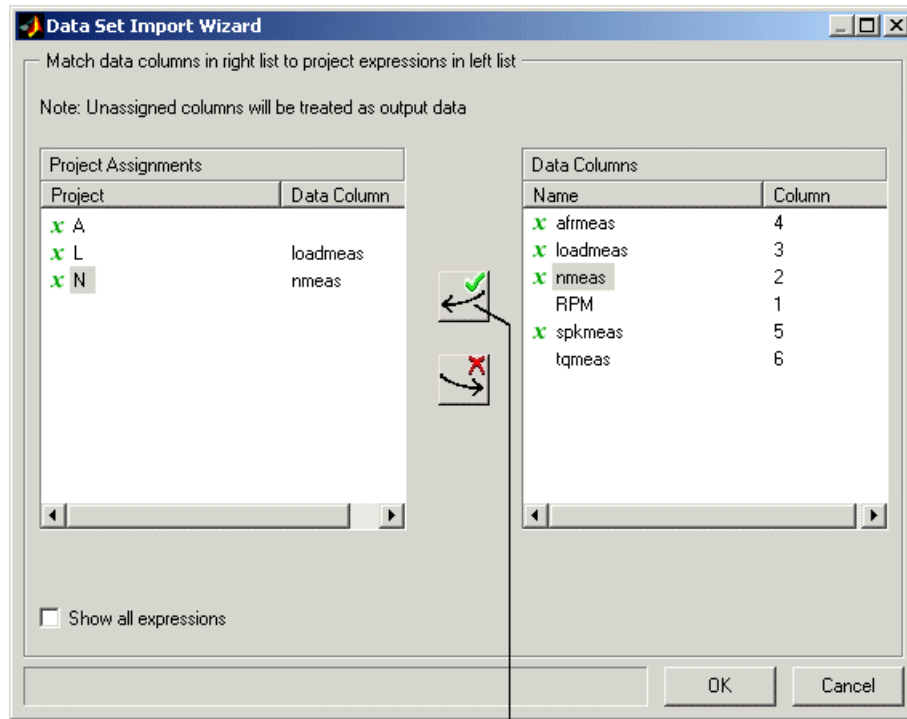 Data Set Import Wizard
Match data columns in right list to project expressions in left list
Note: Unassigned columns will be treated as output data
Project Assignments
Project Data Column
x A
x L loadmeas
x N nmeas
Data Columns
Name Column
x afrmeas 4
x loadmeas 3
x nmeas 2
RPM 1
x spkmeas 5
tqmeas 6
Show all expressions
OK Cancel